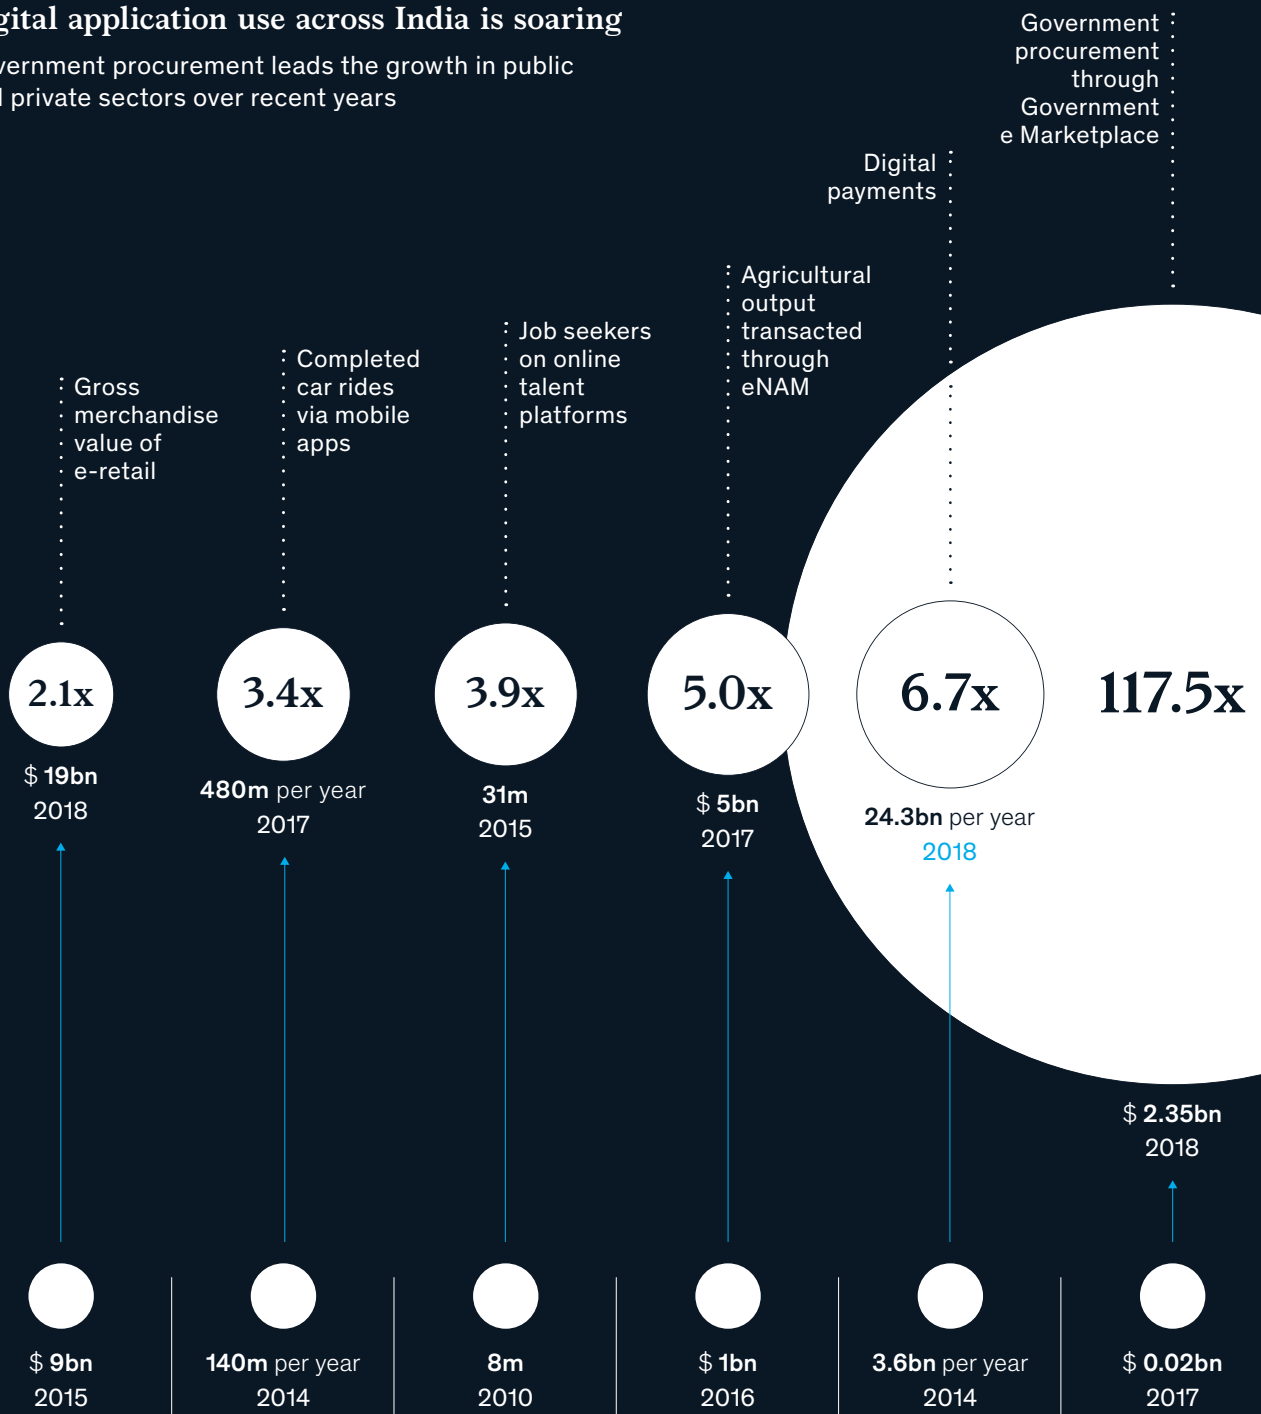 gital application use across India is soaring
vernment procurement leads the growth in public
private sectors over recent years
Government
procurement
through
Government
e Marketplace
Digital
payments
Agricultural
output
transacted
through
eNAM
Job seekers
on online
talent
platforms
Completed
car rides
via mobile
apps
Gross
merchandise
value of
e-retail
2.1x
3.4x
3.9x
5.0x
6.7x
117.5x
$ 19bn
2018
480m per year
2017
31m
2015
$ 5bn
2017
24.3bn per year
2018
$ 2.35bn
2018
$ 9bn
2015
140m per year
2014
8m
2010
$ 1bn
2016
3.6bn per year
2014
$ 0.02bn
2017